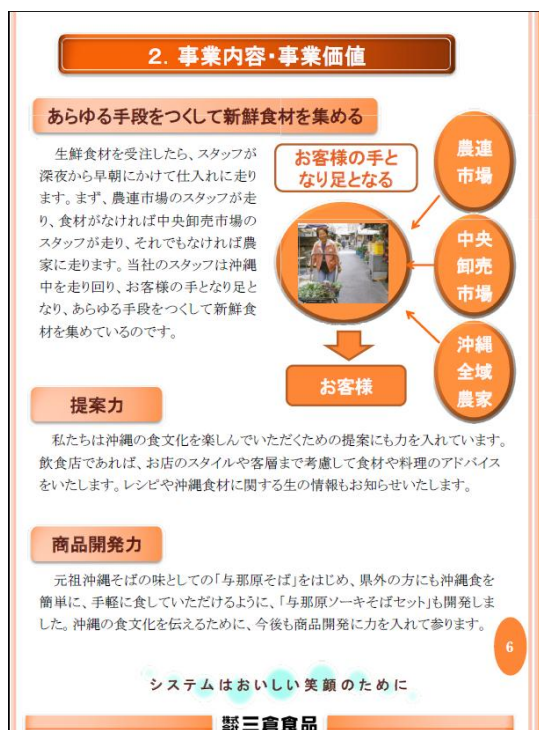 2．事業内容・事業価値
あらゆる手段をつくして新鮮食材を集める
生鮮食材を受注したら、スタッフが
深夜から早朝にかけて仕入れに走り
ます。まず、農連市場のスタッフが走
り、食材がなければ中央卸売市場の
スタッフが走り、それでもなければ農
家に走ります。当社のスタッフは沖縄
中を走り回り、お客様の手となり足と
なり、あらゆる手段をつくして新鮮食
材を集めているのです。
お客様の手と
なり足となる
農連
市場
中央
卸売
市場
沖縄
全域
農家
お客様
提案力
私たちは沖縄の食文化を楽しんでいただくための提案にも力を入れています。
飲食店であれば、お店のスタイルや客層まで考慮して食材や料理のアドバイス
をいたします。レシピや沖縄食材に関する生の情報もお知らせいたします。
商品開発力
元祖沖縄そばの味としての「与那原そば」をはじめ、県外の方にも沖縄食を
簡単に、手軽に食していただけるように、「与那原ソーキそばセット」も開発しま
した。沖縄の食文化を伝えるために、今後も商品開発に力を入れて参ります。
6
システムはおいしい笑顔のために
株式会社三倉食品